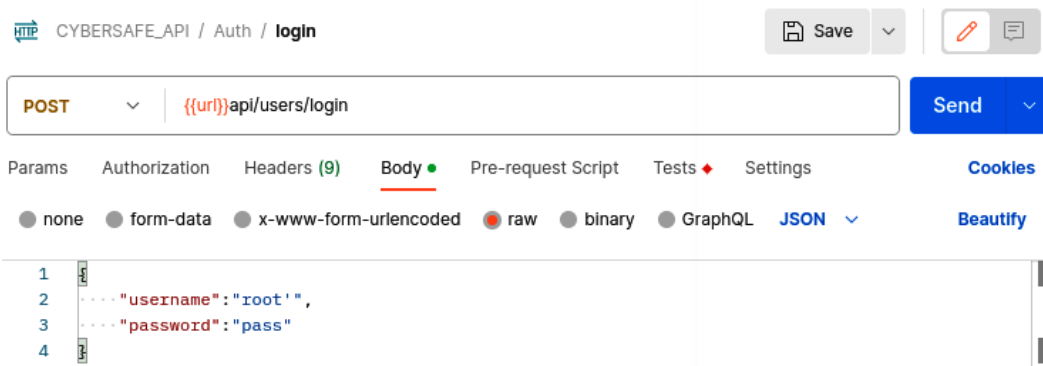 HTTP CYBERSAFE_API / Auth / login Save
POST {{url}}api/users/login Send
Params Authorization Headers (9) Body Pre-request Script Tests Settings Cookies
none form-data x-www-form-urlencoded raw binary GraphQL JSON Beautify
1 {
2 ····"username":"root'",
3 ····"password":"pass"
4 }